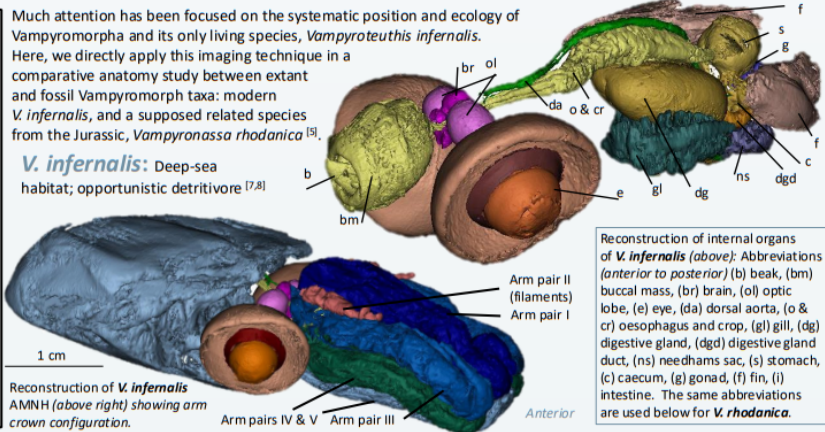 Much attention has been focused on the systematic position and ecology of
Vampyromorpha and its only living species, Vampyroteuthis infernalis.
Here, we directly apply this imaging technique in a
comparative anatomy study between extant
and fossil Vampyromorph taxa: modern
V. infernalis, and a supposed related species
from the Jurassic, Vampyronassa rhodanica [5].
V. infernalis: Deep-sea
habitat; opportunistic detritivore [7,8]
br
ol
f
s
g
da
o & cr
b
bm
e
gl
dg
ns
dgd
c
f
Arm pair II
(filaments)
Arm pair I
1 cm
Reconstruction of V. infernalis
AMNH (above right) showing arm
crown configuration.
Arm pairs IV & V
Arm pair III
Anterior
Reconstruction of internal organs
of V. infernalis (above): Abbreviations
(anterior to posterior) (b) beak, (bm)
buccal mass, (br) brain, (ol) optic
lobe, (e) eye, (da) dorsal aorta, (o &
cr) oesophagus and crop, (gl) gill, (dg)
digestive gland, (dgd) digestive gland
duct, (ns) needhams sac, (s) stomach,
(c) caecum, (g) gonad, (f) fin, (i)
intestine. The same abbreviations
are used below for V. rhodanica.